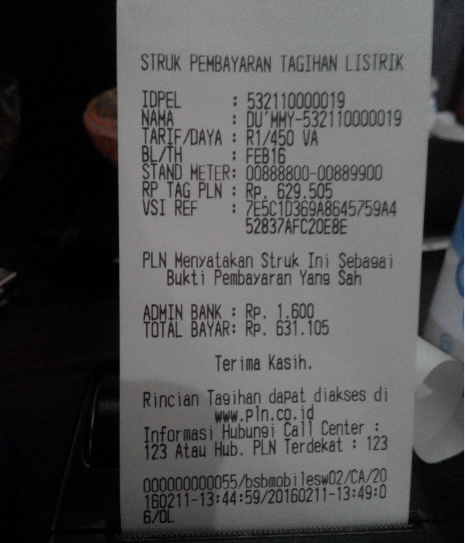 STRUK PEMBAYARAN TAGIHAN LISTRIK
IDPEL : 532110000019
NAMA : DU'MMY-532110000019
TARIF/DAYA : R1/450 VA
BL/TH : FEB16
STAND METER: 00888800-00889900
RP TAG PLN : Rp. 629.505
VSI REF : 7E5C1D369A8645759A4
52837AFC20E8E
PLN Menyatakan Struk Ini Sebagai
Bukti Pembayaran Yang Sah
ADMIN BANK : Rp. 1.600
TOTAL BAYAR: Rp. 631.105
Terima Kasih.
Rincian Tagihan dapat diakses di
www.pln.co.id
Informasi Hubungi Call Center :
123 Atau Hub. PLN Terdekat : 123
000000000055/bsbmobilesw02/CA/20
160211-13:44:59/20160211-13:49:0
6/OL